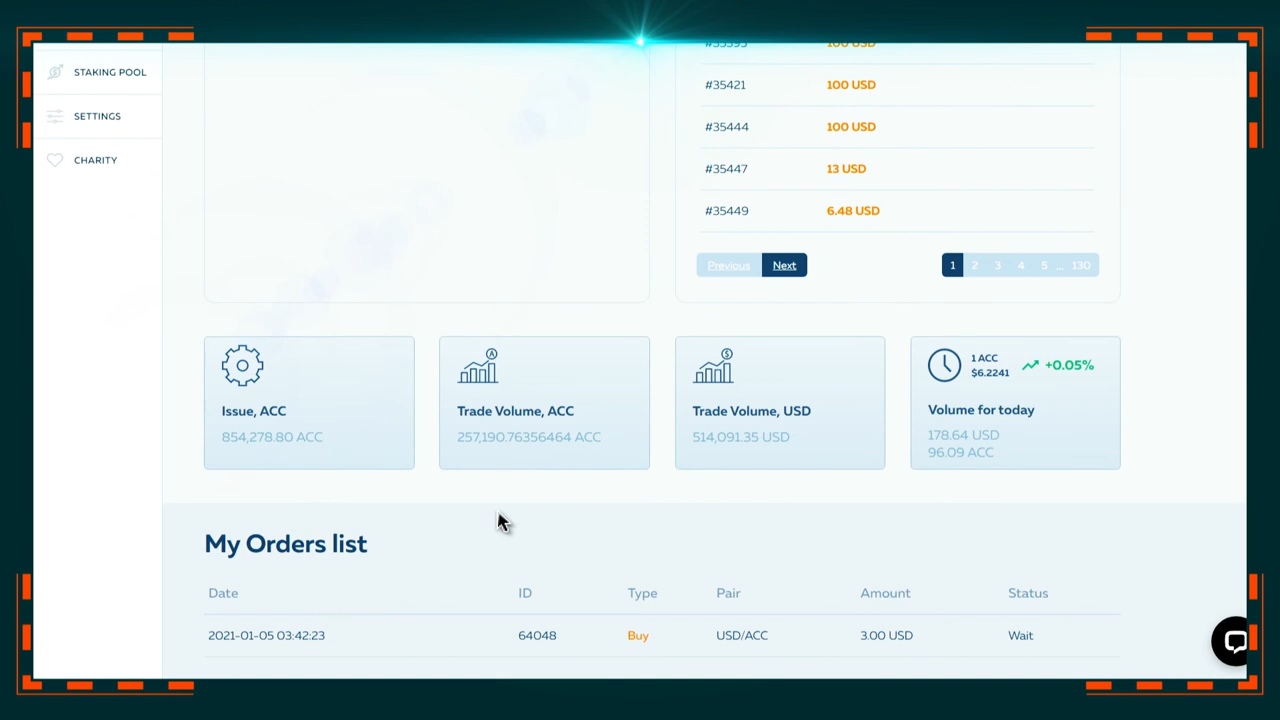 STAKING POOL
SETTINGS
CHARITY
#35395 100 USD
#35421 100 USD
#35444 100 USD
#35447 13 USD
#35449 6.48 USD
Previous Next 1 2 3 4 5 ... 130
Issue, ACC
854,278.80 ACC
Trade Volume, ACC
257,190.76356464 ACC
Trade Volume, USD
514,091.35 USD
1 ACC
$6.2241
+0.05%
Volume for today
178.64 USD
96.09 ACC
My Orders list
Date ID Type Pair Amount Status
2021-01-05 03:42:23 64048 Buy USD/ACC 3.00 USD Wait